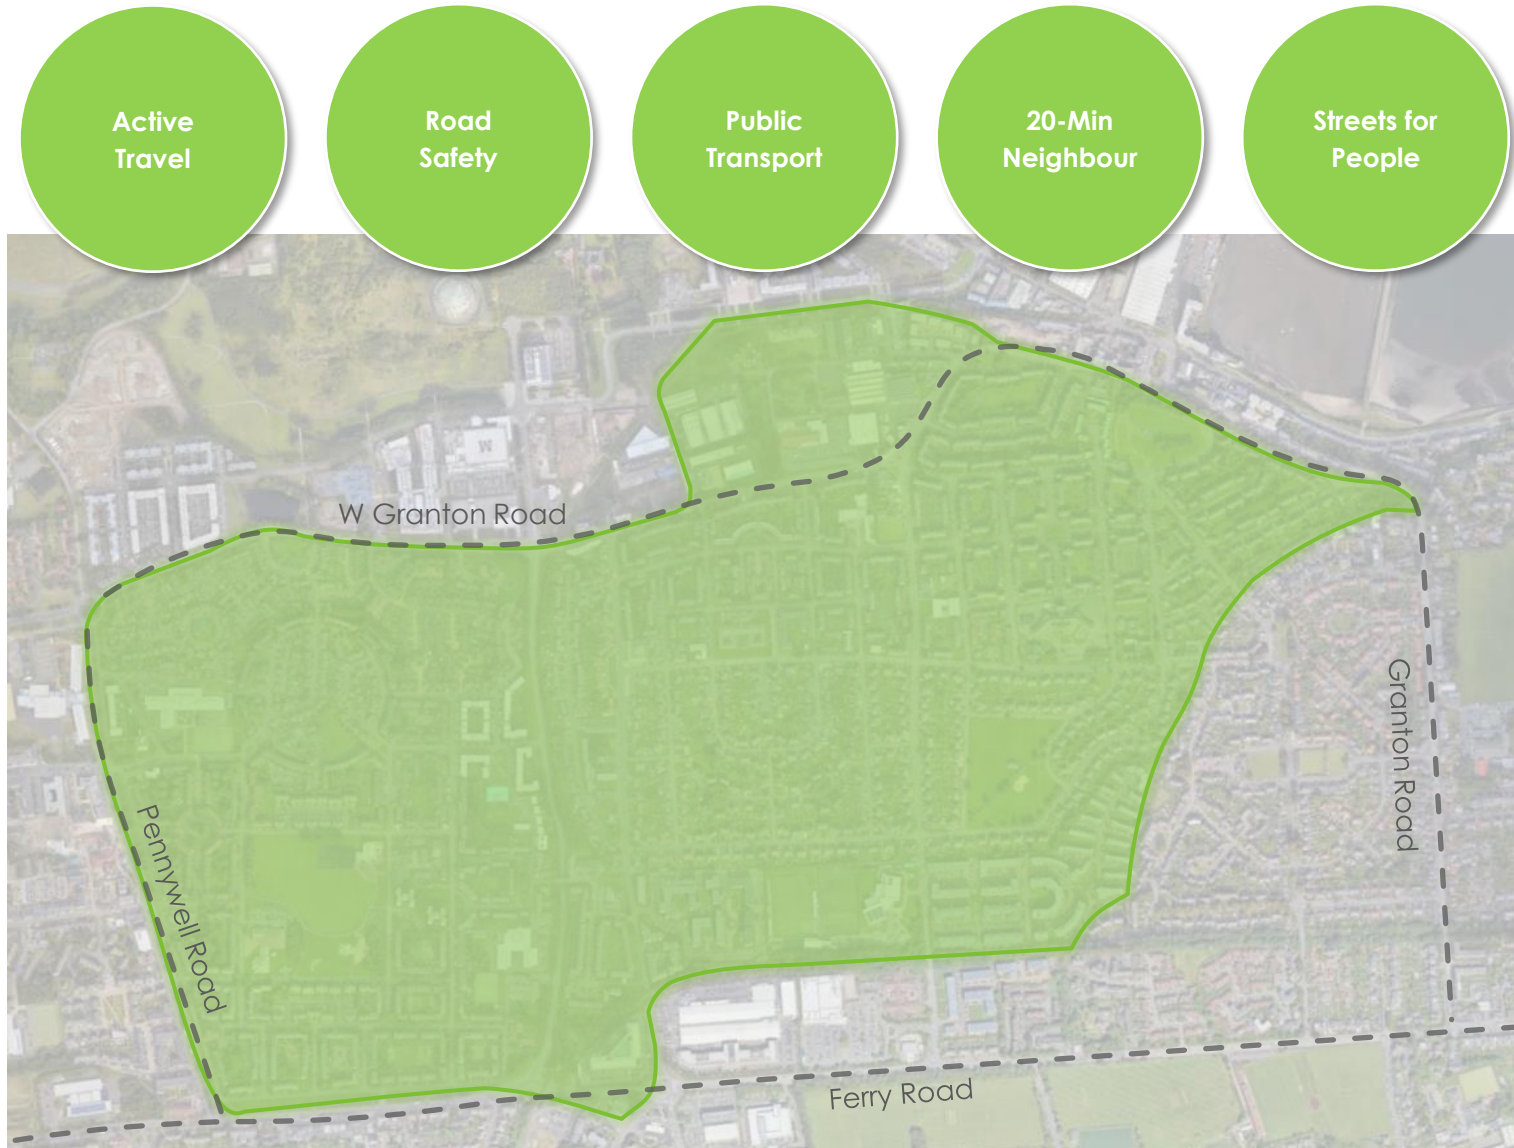 Active
Travel
Road
Safety
Public
Transport
20-Min
Neighbour
Streets for
People
W Granton Road
Granton Road
Pennywell Road
Ferry Road